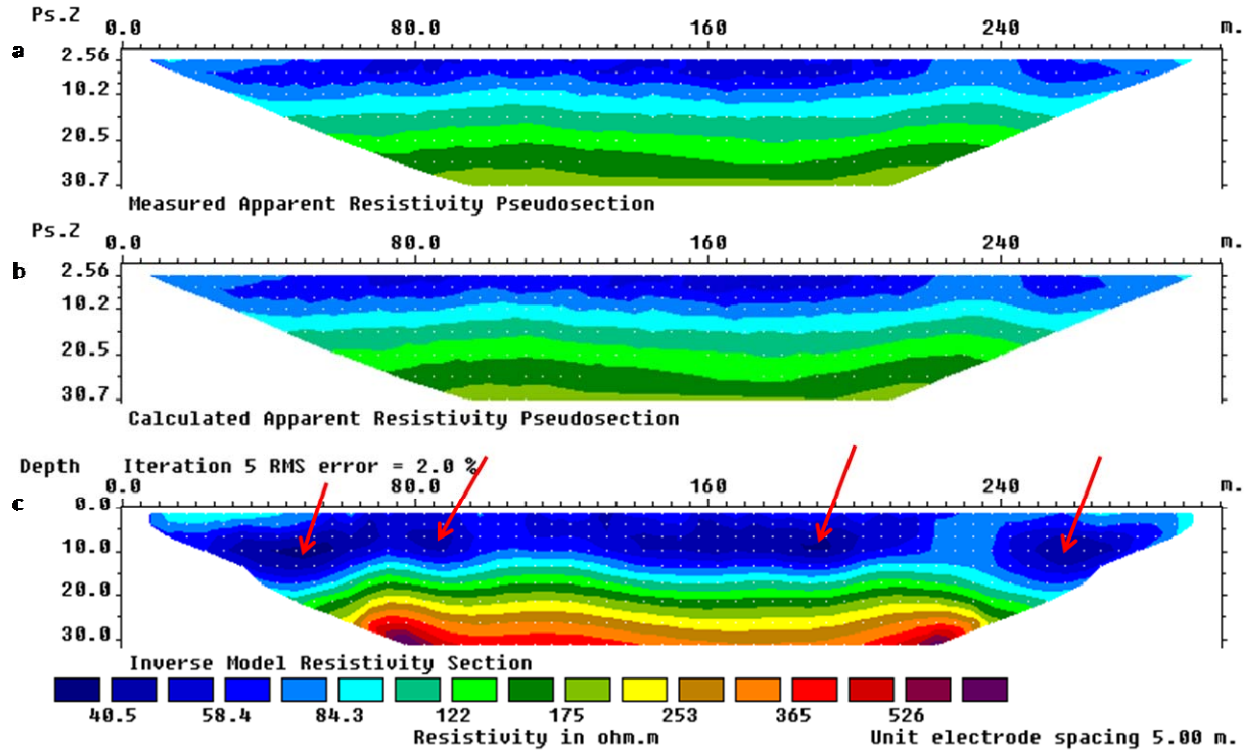 Ps.Z 0.0 80.0 160 240 m.
a
2.56
10.2
20.5
30.7
Measured Apparent Resistivity Pseudosection
Ps.Z 0.0 80.0 160 240 m.
b
2.56
10.2
20.5
30.7
Calculated Apparent Resistivity Pseudosection
Depth Iteration 5 RMS error = 2.0 %
0.0 80.0 160 240 m.
c
0.0
10.0
20.0
30.0
Inverse Model Resistivity Section
40.5 58.4 84.3 122 175 253 365 526
Resistivity in ohm.m Unit electrode spacing 5.00 m.